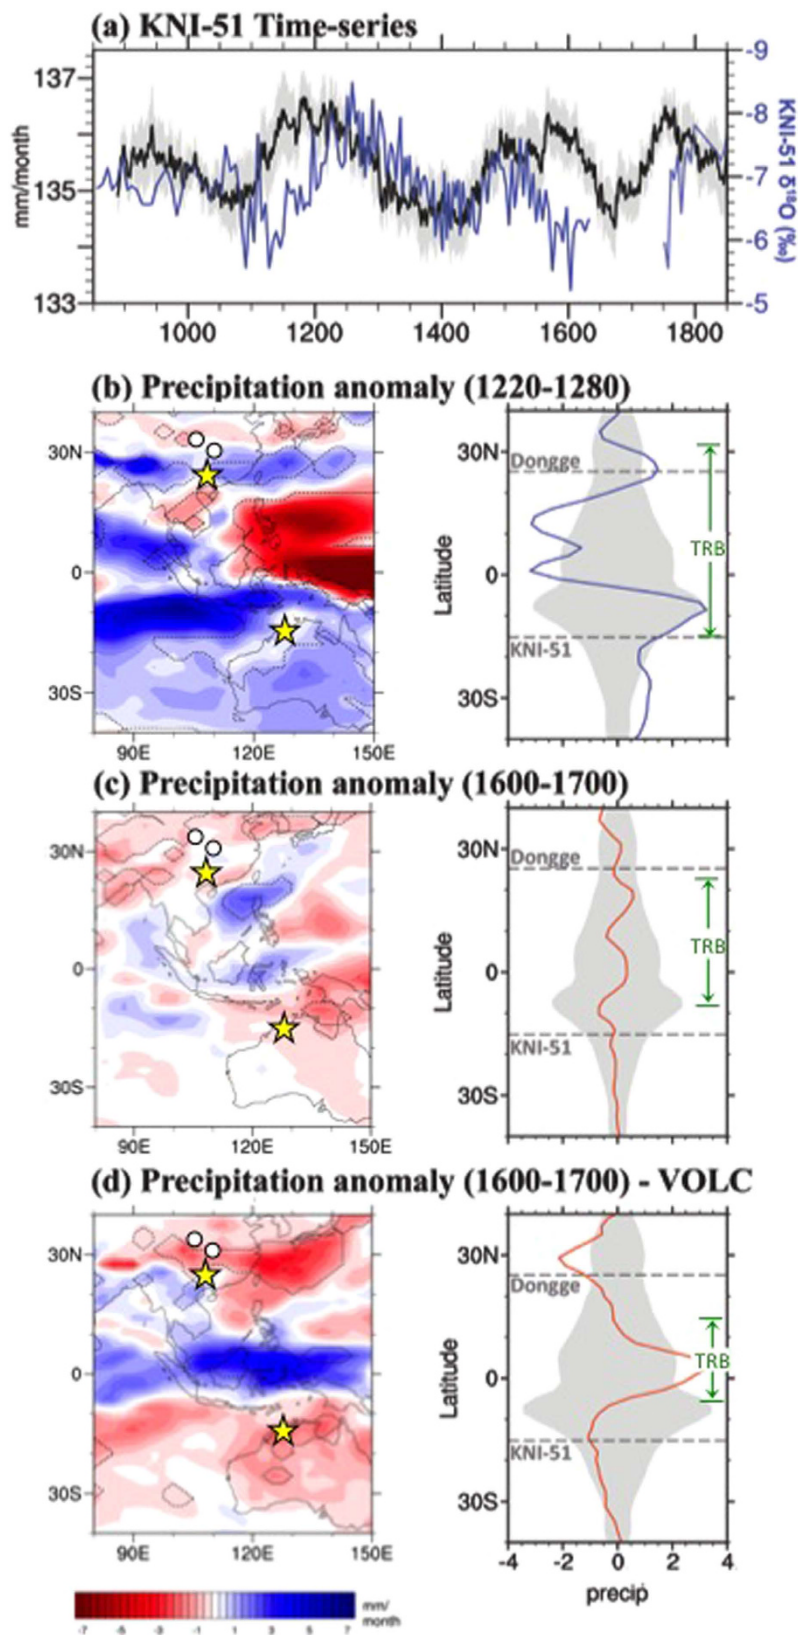 (a) KNI-51 Time-series
137
135
133
mm/month
-9
-8
-7
-6
-5
KNI-51 δ¹⁸O (‰)
1000 1200 1400 1600 1800
(b) Precipitation anomaly (1220-1280)
30N
0
30S
90E 120E 150E
Latitude
30N
0
30S
Dongge
TRB
KNI-51
(c) Precipitation anomaly (1600-1700)
30N
0
30S
90E 120E 150E
Latitude
30N
0
30S
Dongge
TRB
KNI-51
(d) Precipitation anomaly (1600-1700) - VOLC
30N
0
30S
90E 120E 150E
Latitude
30N
0
30S
Dongge
TRB
KNI-51
-4 -2 0 2 4
precip
-7 -5 -3 -1 1 3 5 7
mm/
month